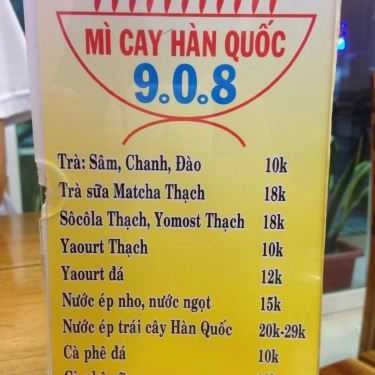 MÌ CAY HÀN QUỐC
9.0.8
Trà: Sâm, Chanh, Đào 10k
Trà sữa Matcha Thạch 18k
Sôcôla Thạch, Yomost Thạch 18k
Yaourt Thạch 10k
Yaourt đá 12k
Nước ép nho, nước ngọt 15k
Nước ép trái cây Hàn Quốc 20k-29k
Cà phê đá 10k